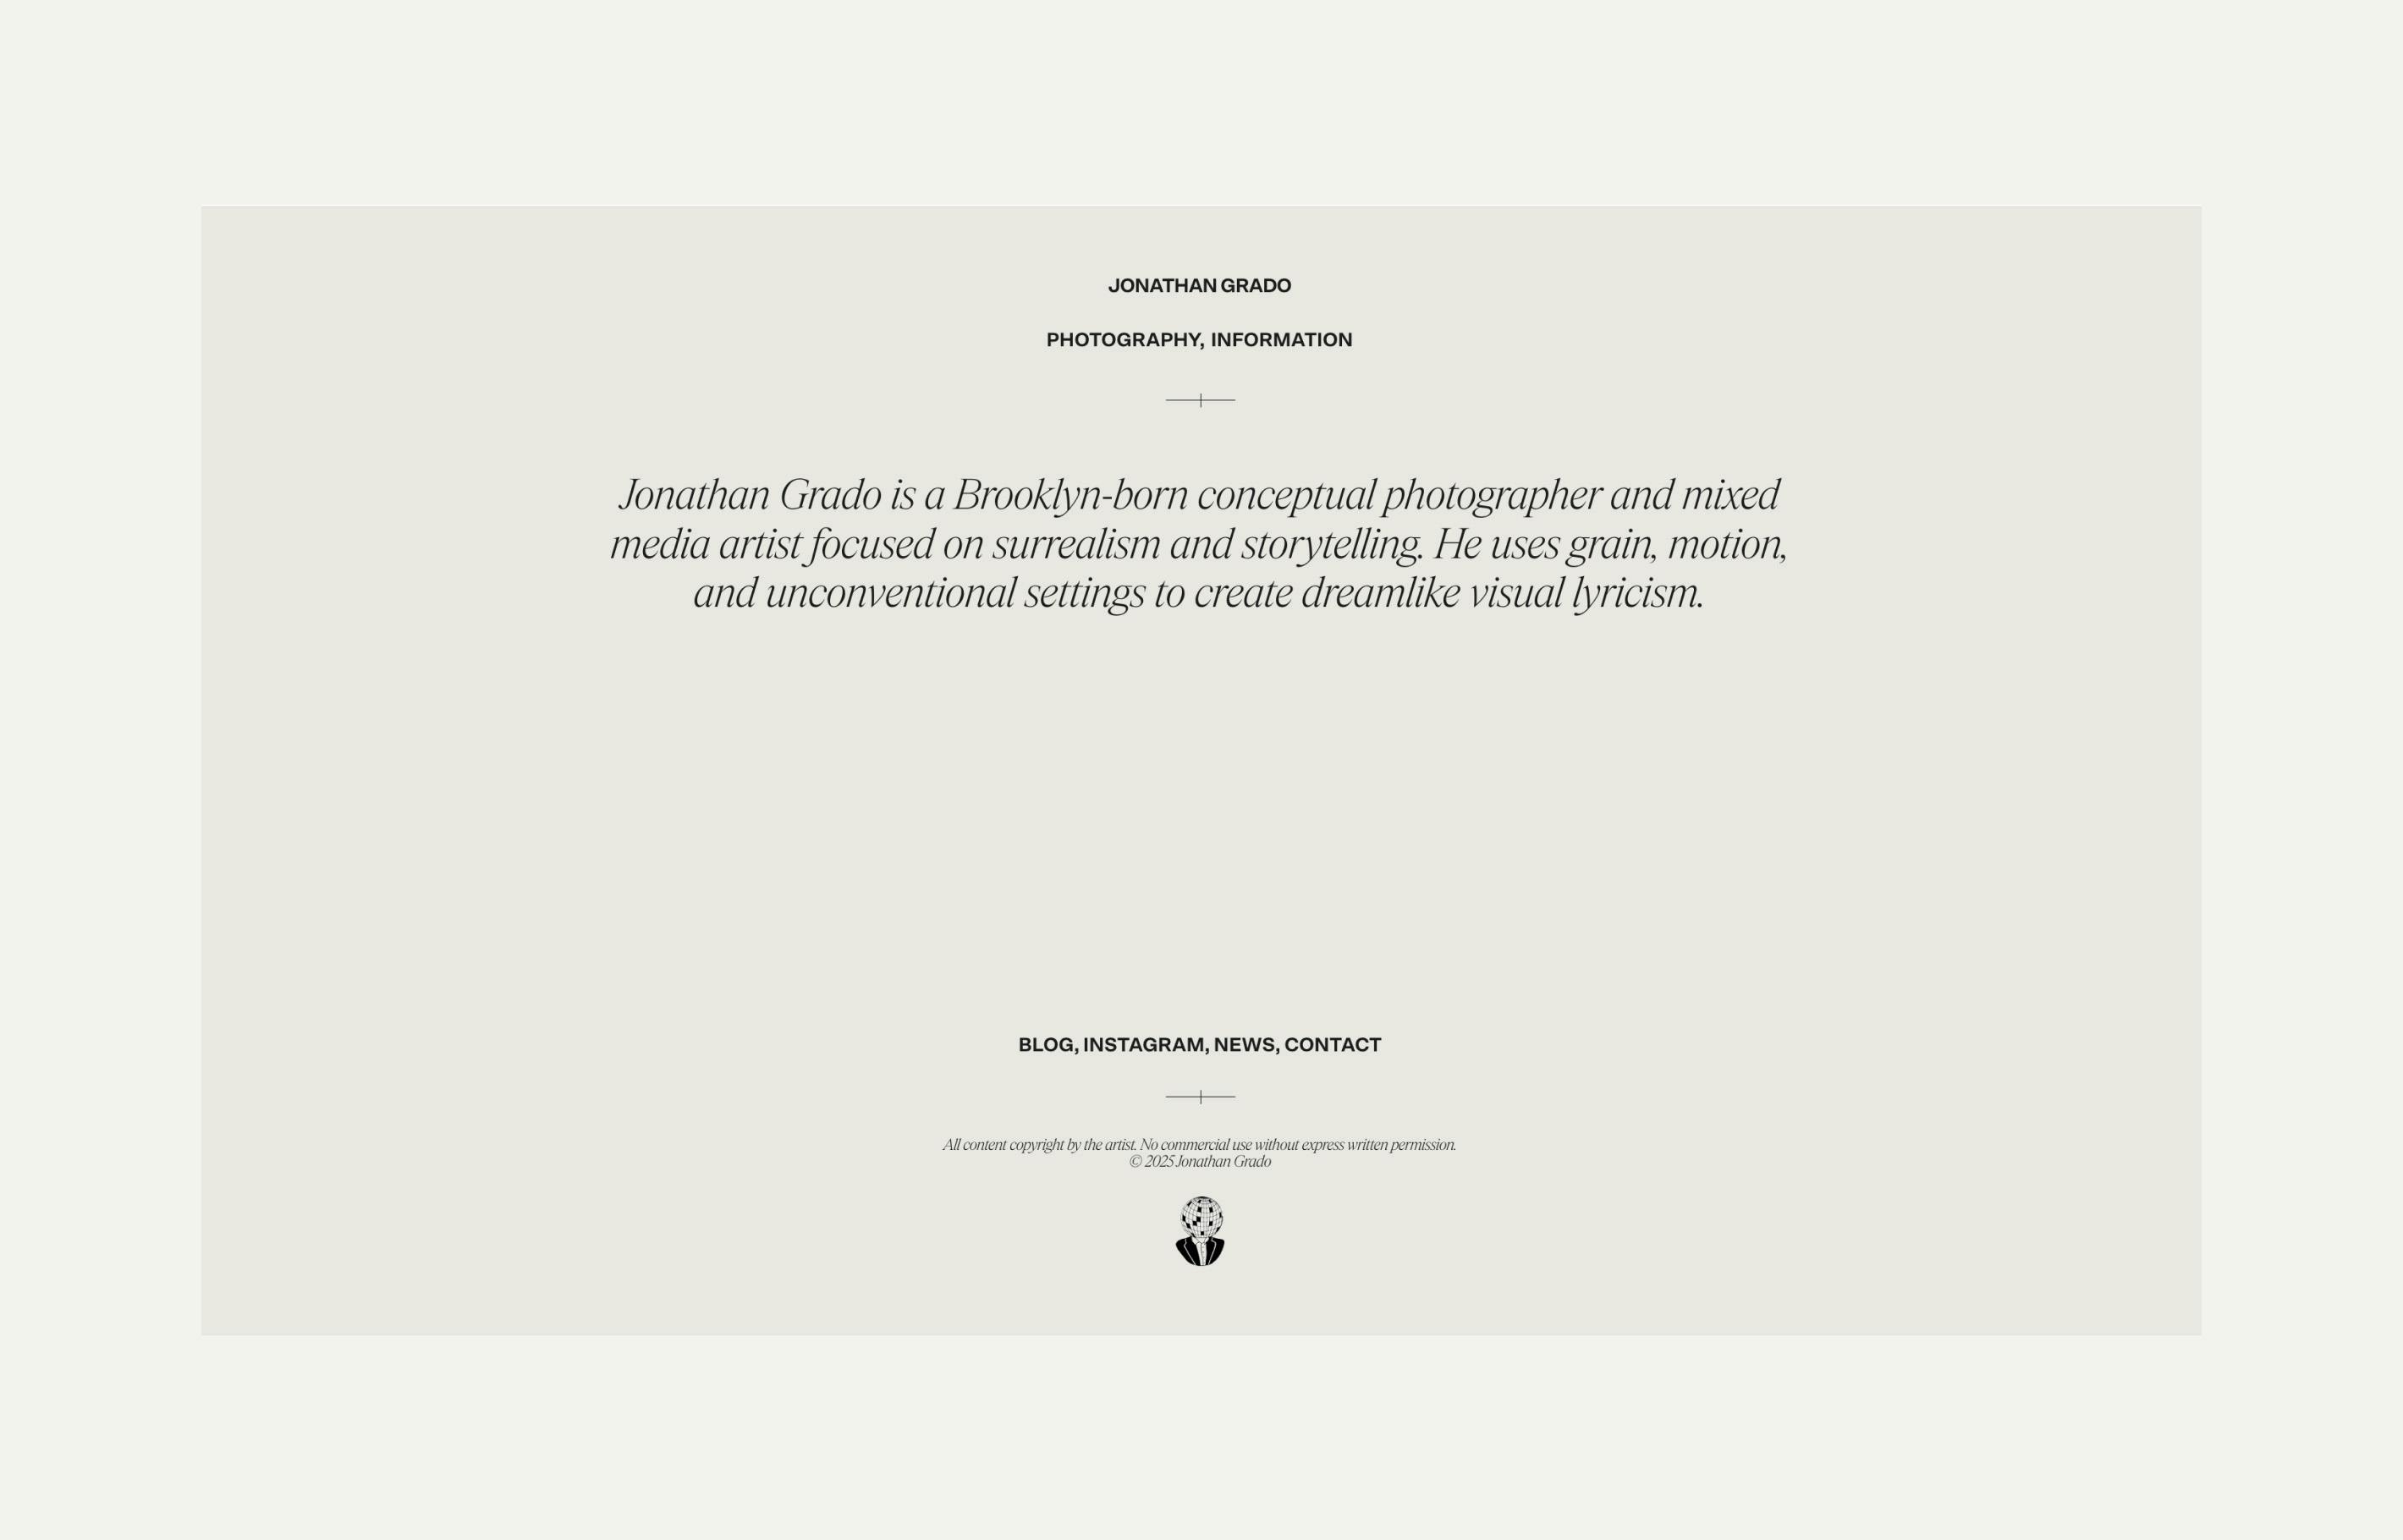 JONATHAN GRADO
PHOTOGRAPHY, INFORMATION
Jonathan Grado is a Brooklyn-born conceptual photographer and mixed
media artist focused on surrealism and storytelling. He uses grain, motion,
and unconventional settings to create dreamlike visual lyricism.
BLOG, INSTAGRAM, NEWS, CONTACT
All content copyright by the artist. No commercial use without express written permission.
© 2025 Jonathan Grado